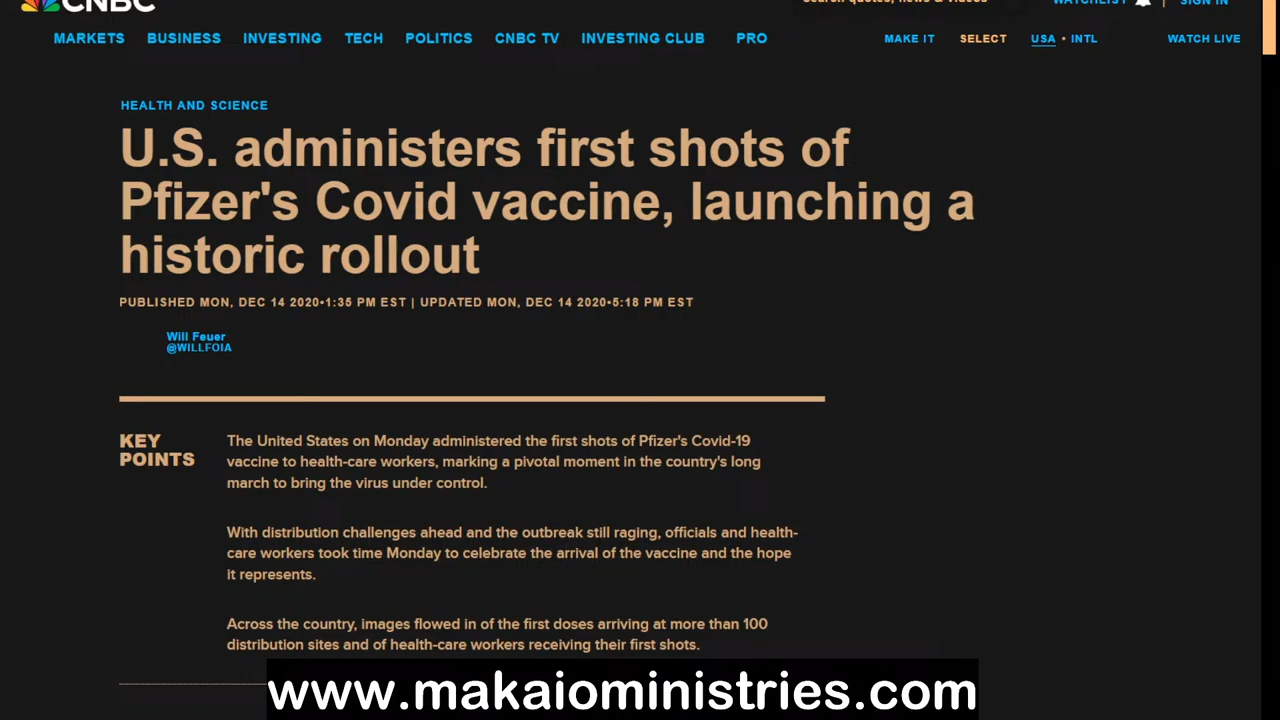 CNBC
Search quotes, news & videos
WATCHLIST | SIGN IN
MARKETS BUSINESS INVESTING TECH POLITICS CNBC TV INVESTING CLUB PRO MAKE IT SELECT USA • INTL WATCH LIVE
HEALTH AND SCIENCE
U.S. administers first shots of
Pfizer's Covid vaccine, launching a
historic rollout
PUBLISHED MON, DEC 14 2020•1:35 PM EST | UPDATED MON, DEC 14 2020•5:18 PM EST
Will Feuer
@WILLFOIA
KEY
POINTS
The United States on Monday administered the first shots of Pfizer's Covid-19
vaccine to health-care workers, marking a pivotal moment in the country's long
march to bring the virus under control.
With distribution challenges ahead and the outbreak still raging, officials and health-
care workers took time Monday to celebrate the arrival of the vaccine and the hope
it represents.
Across the country, images flowed in of the first doses arriving at more than 100
distribution sites and of health-care workers receiving their first shots.
www.makaioministries.com